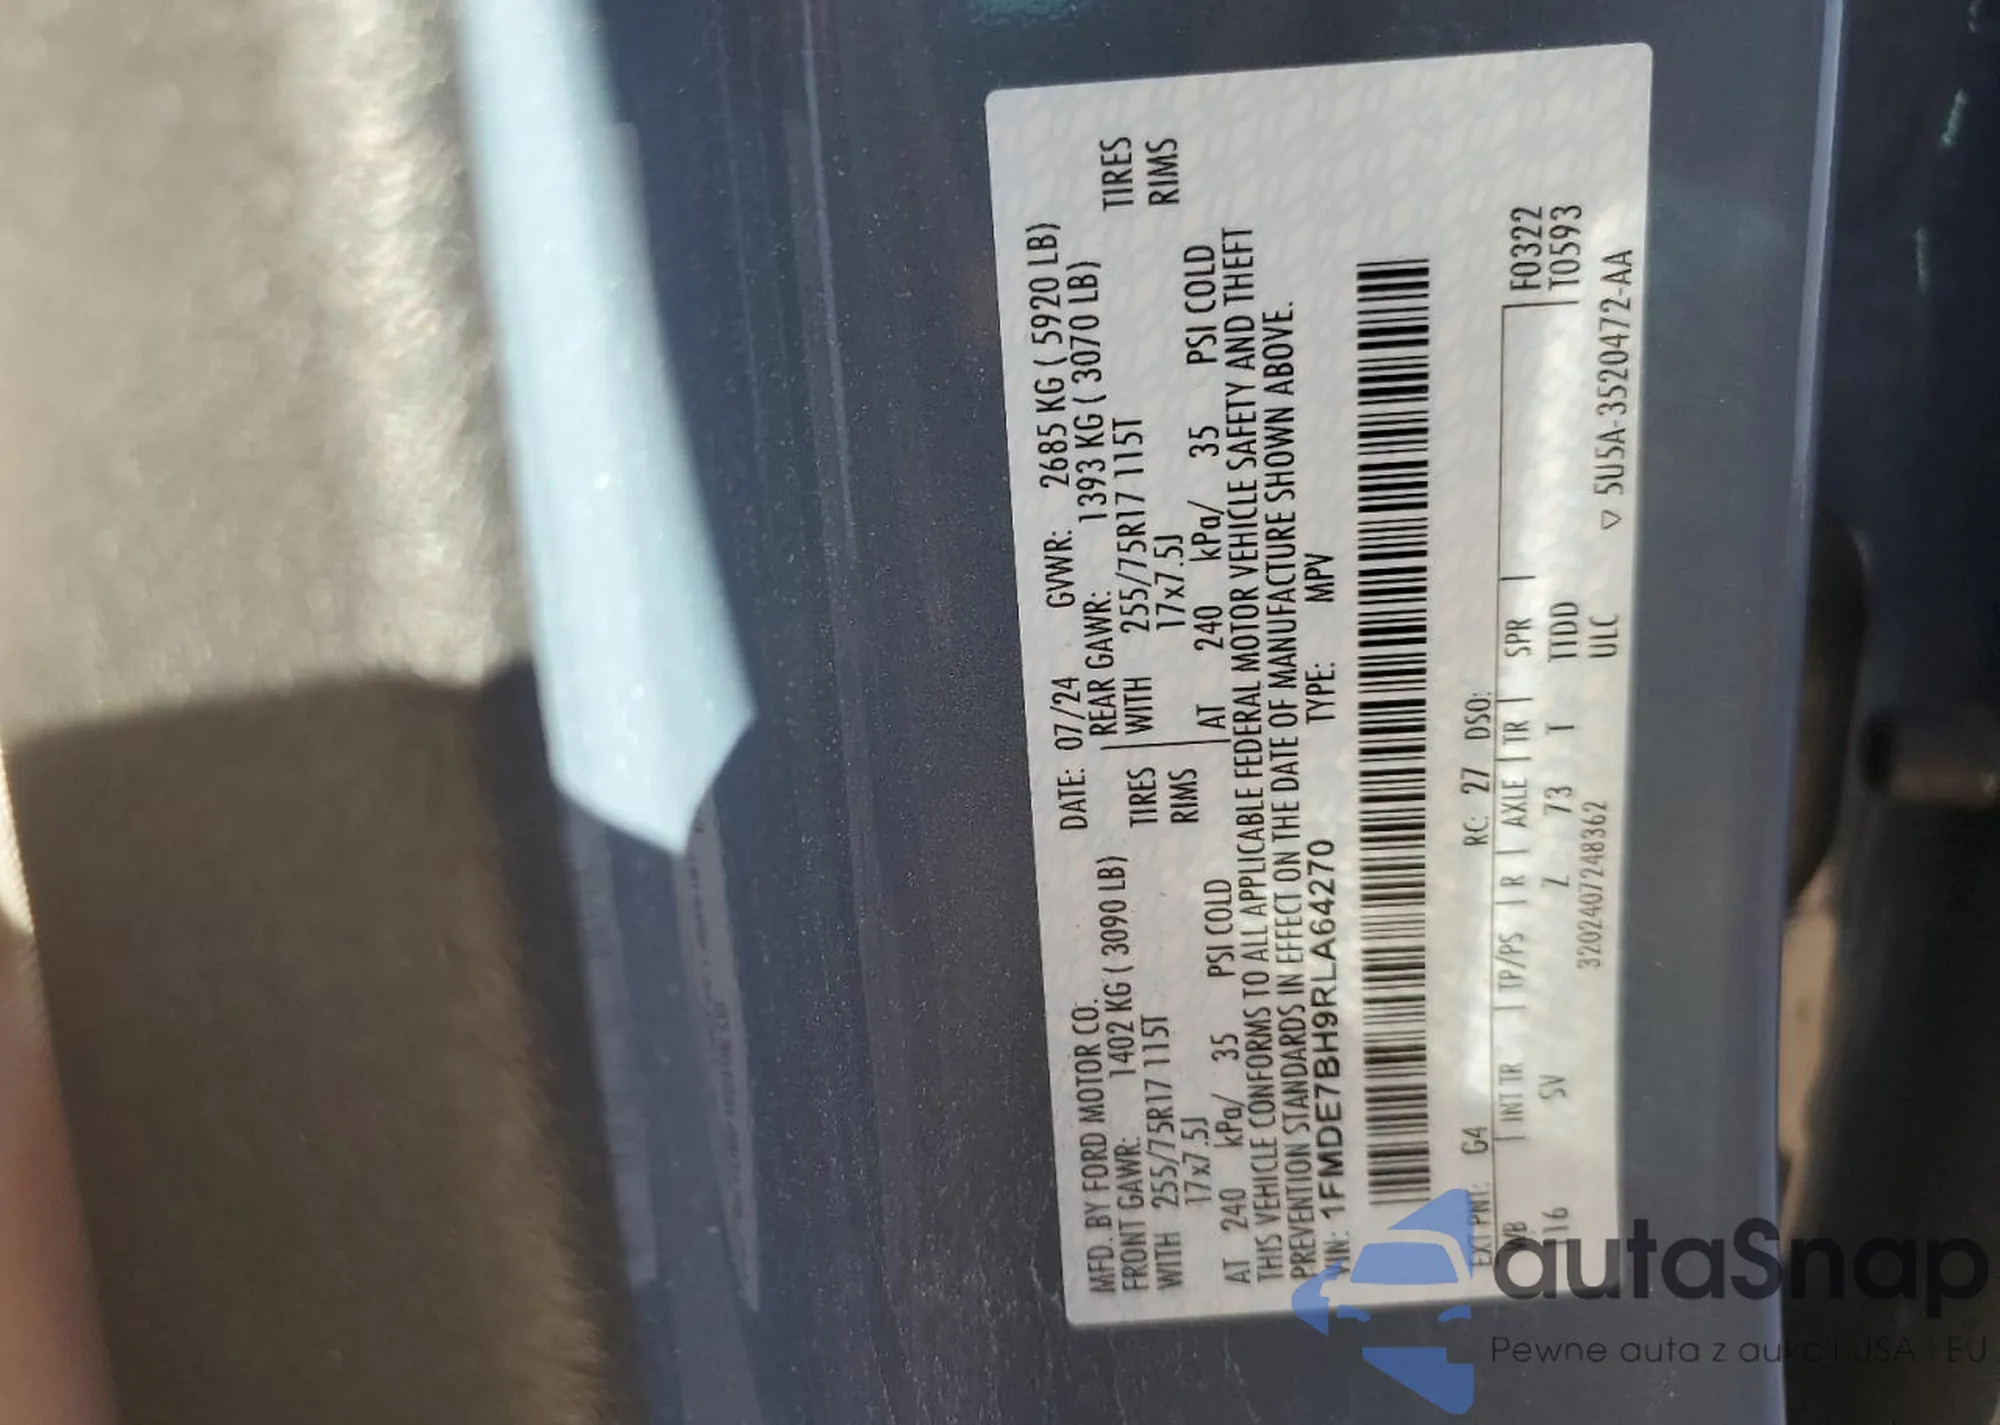 MFD. BY FORD MOTOR CO.
DATE: 07/24 GVWR: 2685 KG ( 5920 LB)
FRONT GAWR: 1402 KG ( 3090 LB) REAR GAWR: 1393 KG ( 3070 LB)
WITH 255/75R17 115T TIRES WITH 255/75R17 115T TIRES
17x7.5J RIMS 17x7.5J RIMS
AT 240 kPa/ 35 PSI COLD AT 240 kPa/ 35 PSI COLD
THIS VEHICLE CONFORMS TO ALL APPLICABLE FEDERAL MOTOR VEHICLE SAFETY AND THEFT
PREVENTION STANDARDS IN EFFECT ON THE DATE OF MANUFACTURE SHOWN ABOVE.
VIN: 1FMDE7BH9RLA64270 TYPE: MPV
EXT PNT: G4 RC: 27 DSO:
WB INT TR TP/PS R AXLE TR SPR F0322
116 SV Z 73 T TTDD T0593
320240724836 2 ULC
▽ 5U5A-3520472-AA
autaSnap
Pewne auta z aukcji USA i EU